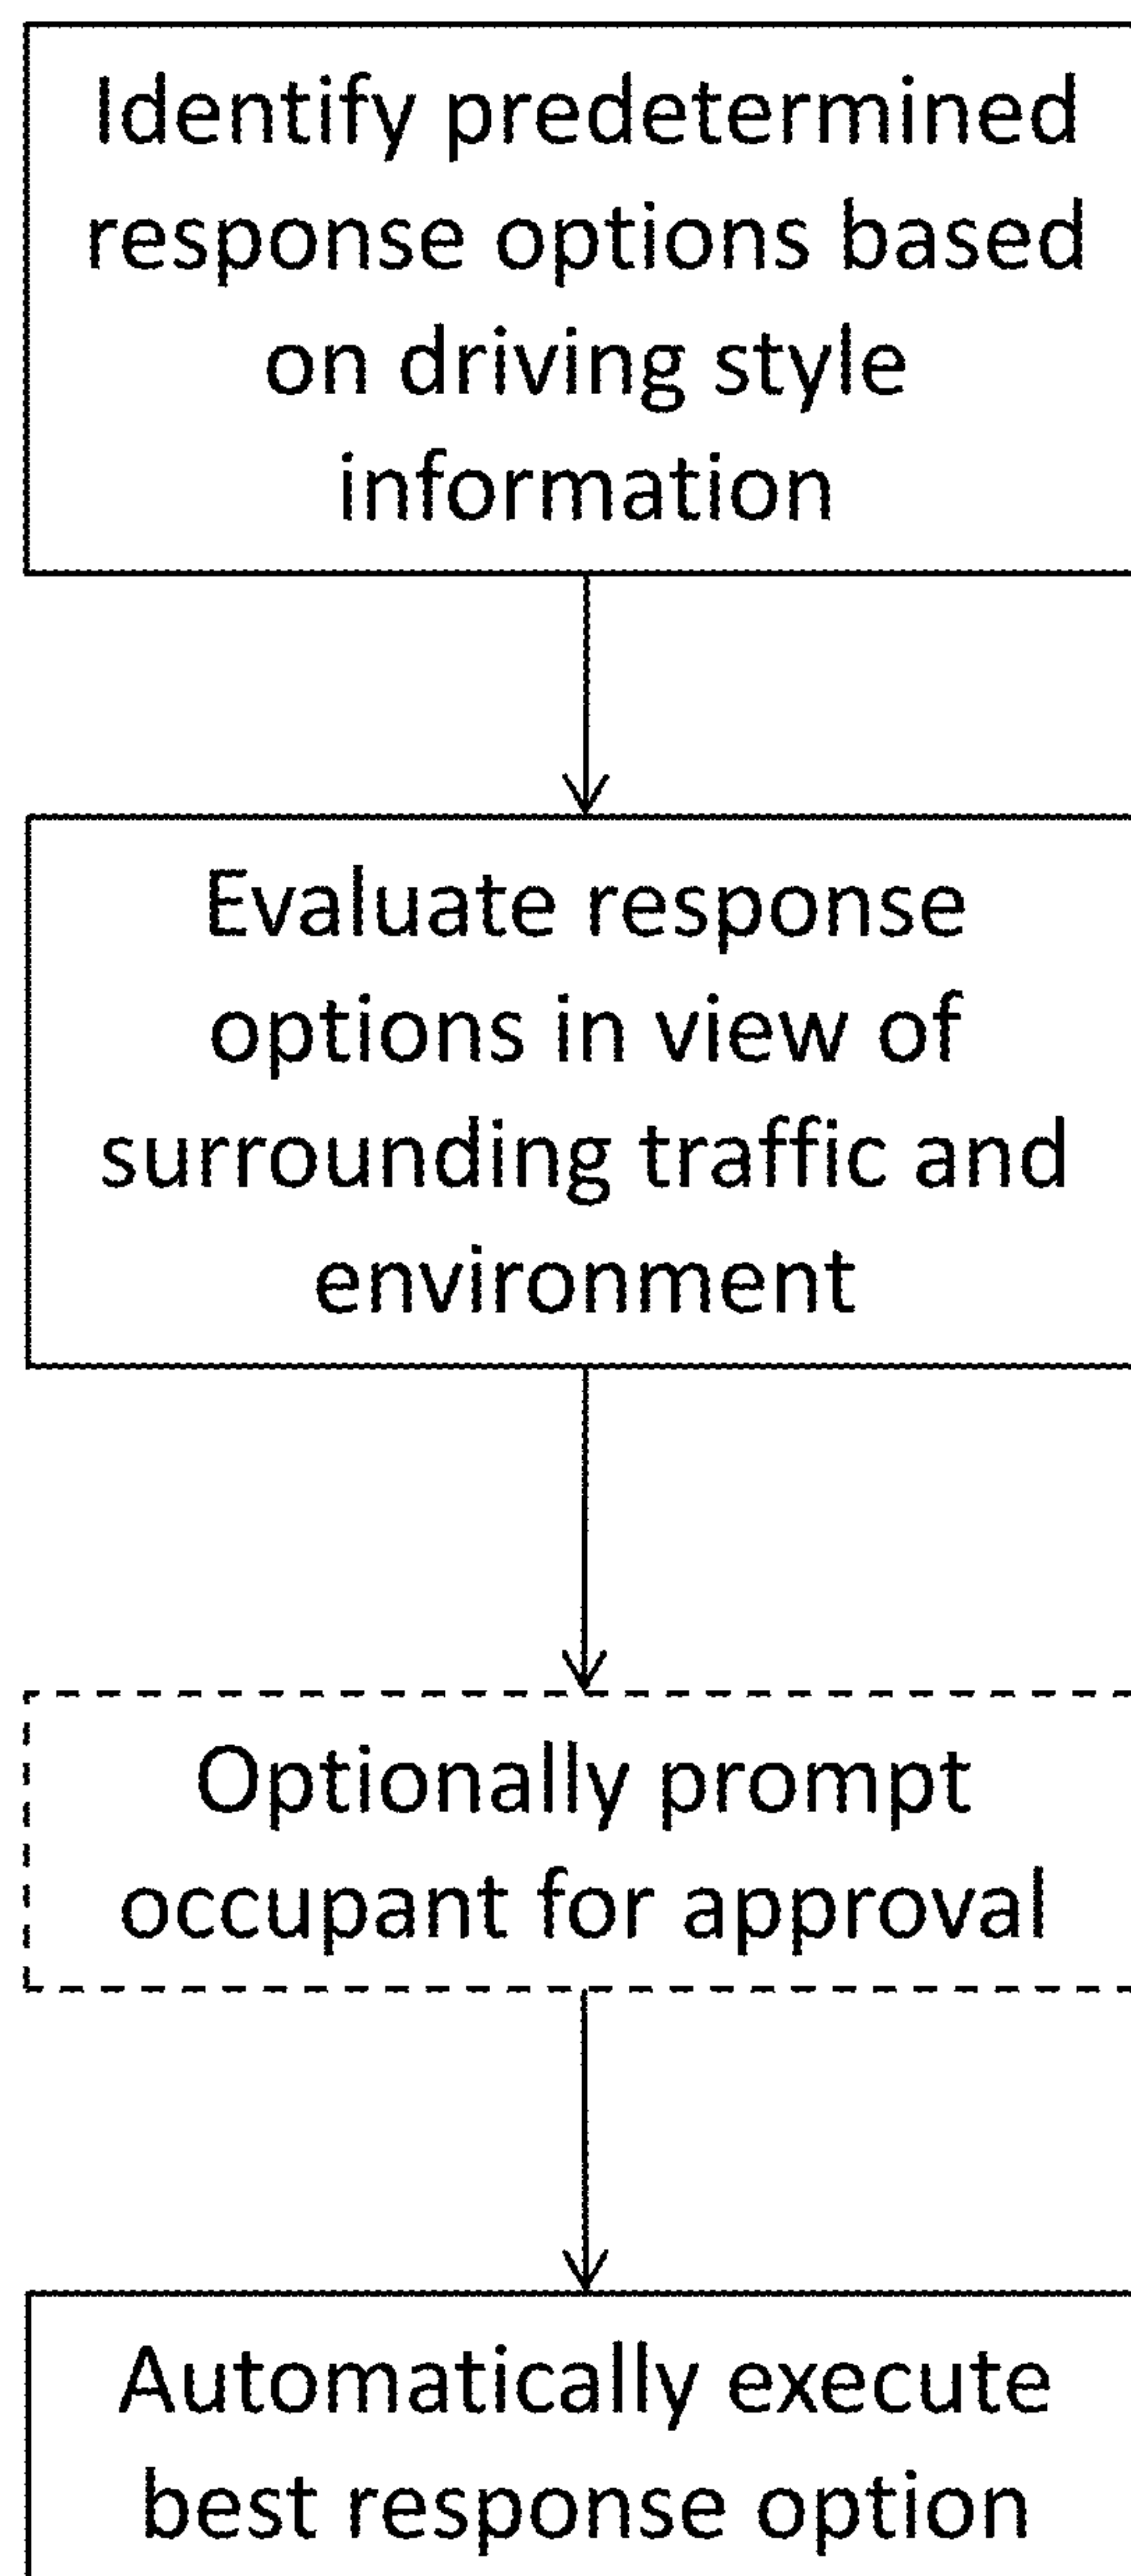 Identify predetermined
response options based
on driving style
information
Evaluate response
options in view of
surrounding traffic and
environment
Optionally prompt
occupant for approval
Automatically execute
best response option